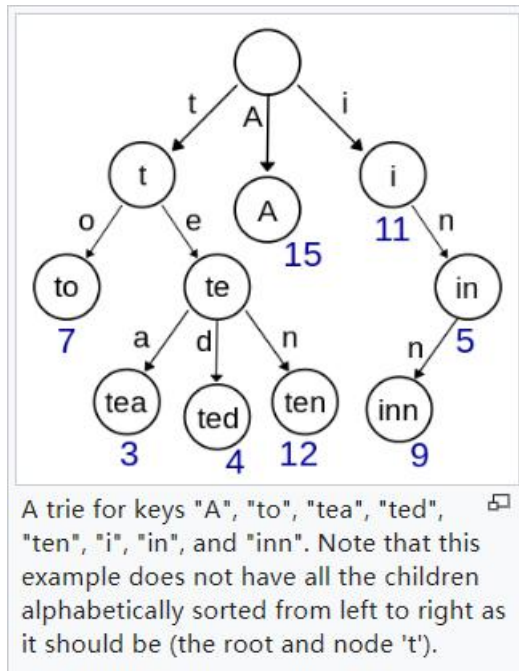 t
A
i
t
A
i
15
11
o
e
n
to
te
in
7
5
a
d
n
n
tea
ted
ten
inn
3
4
12
9
A trie for keys "A", "to", "tea", "ted",
"ten", "i", "in", and "inn". Note that this
example does not have all the children
alphabetically sorted from left to right as
it should be (the root and node 't').